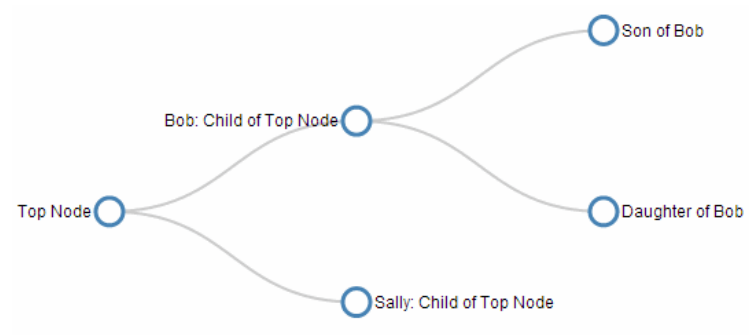 Son of Bob
Bob: Child of Top Node
Top Node
Daughter of Bob
Sally: Child of Top Node